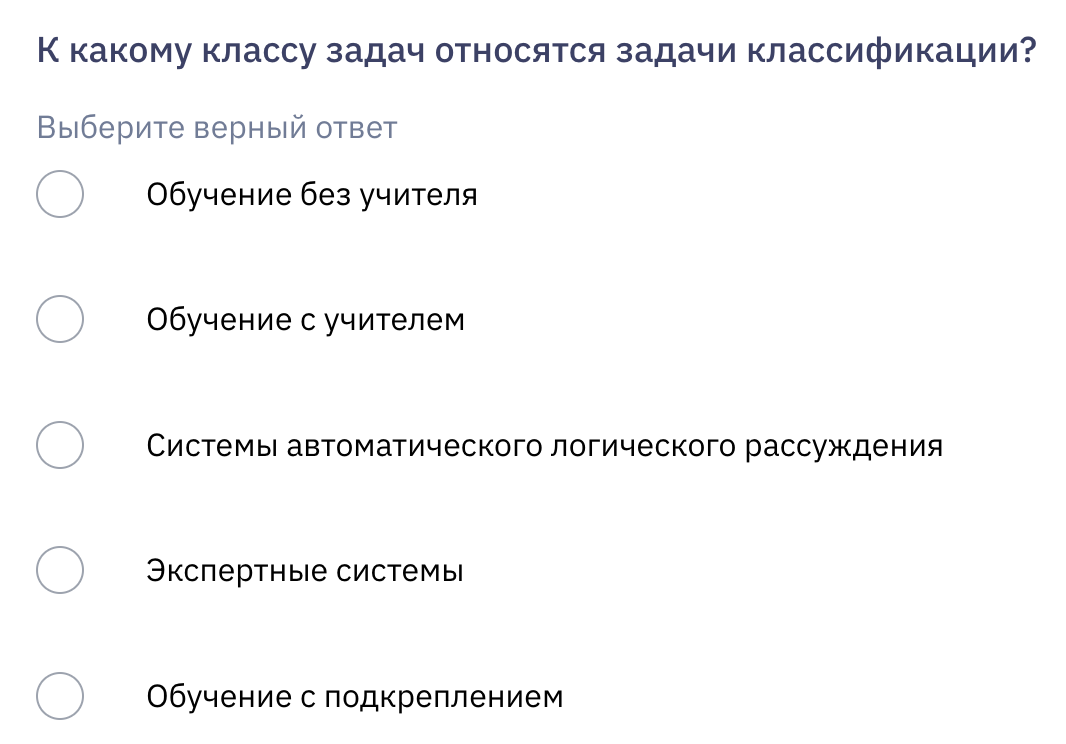 К какому классу задач относятся задачи классификации?
Выберите верный ответ
Обучение без учителя
Обучение с учителем
Системы автоматического логического рассуждения
Экспертные системы
Обучение с подкреплением